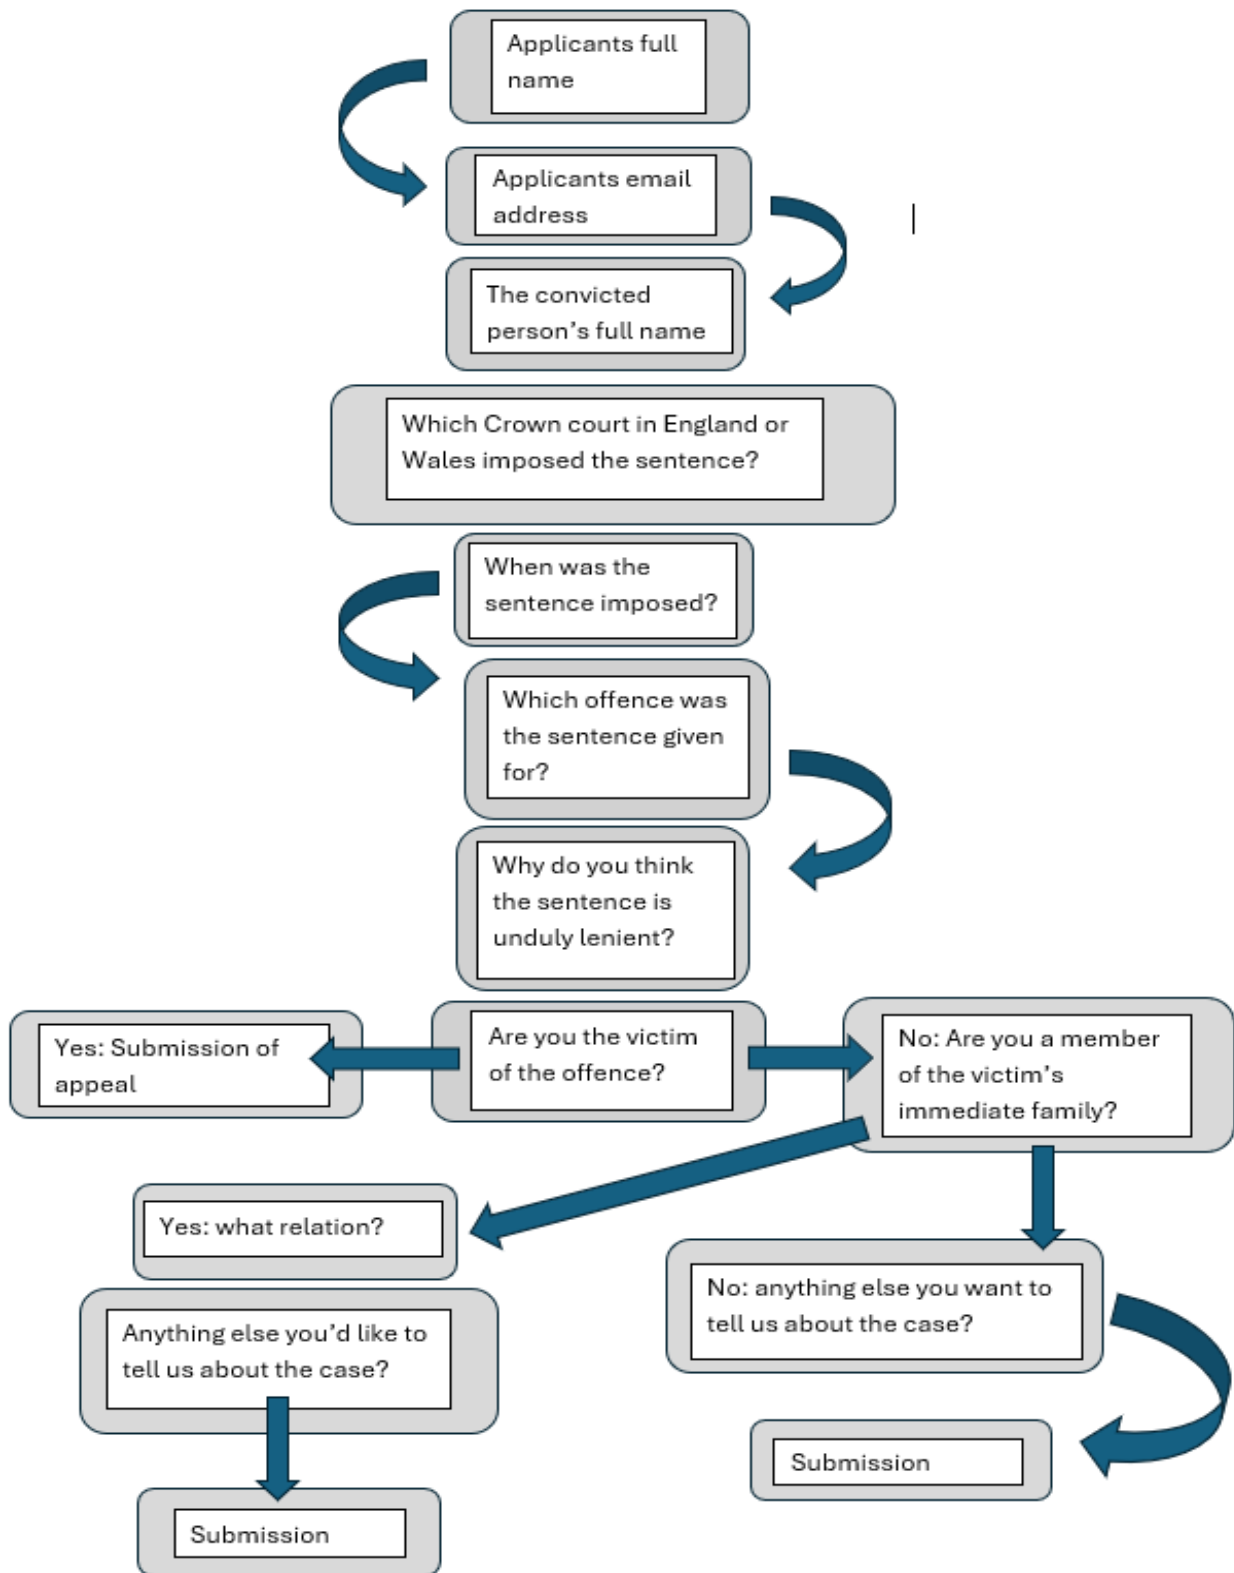 Applicants full
name
Applicants email
address
The convicted
person’s full name
Which Crown court in England or
Wales imposed the sentence?
When was the
sentence imposed?
Which offence was
the sentence given
for?
Why do you think
the sentence is
unduly lenient?
Yes: Submission of
appeal
Are you the victim
of the offence?
No: Are you a member
of the victim’s
immediate family?
Yes: what relation?
Anything else you’d like to
tell us about the case?
Submission
No: anything else you want to
tell us about the case?
Submission